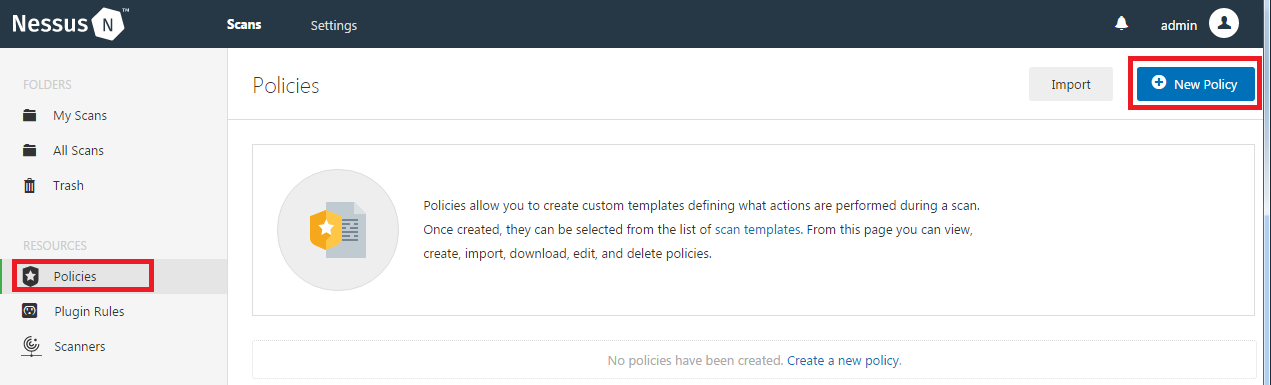 Nessus N ™
Scans
Settings
admin
FOLDERS
My Scans
All Scans
Trash
RESOURCES
Policies
Plugin Rules
Scanners
Policies
Import
New Policy
Policies allow you to create custom templates defining what actions are performed during a scan.
Once created, they can be selected from the list of scan templates. From this page you can view,
create, import, download, edit, and delete policies.
No policies have been created. Create a new policy.